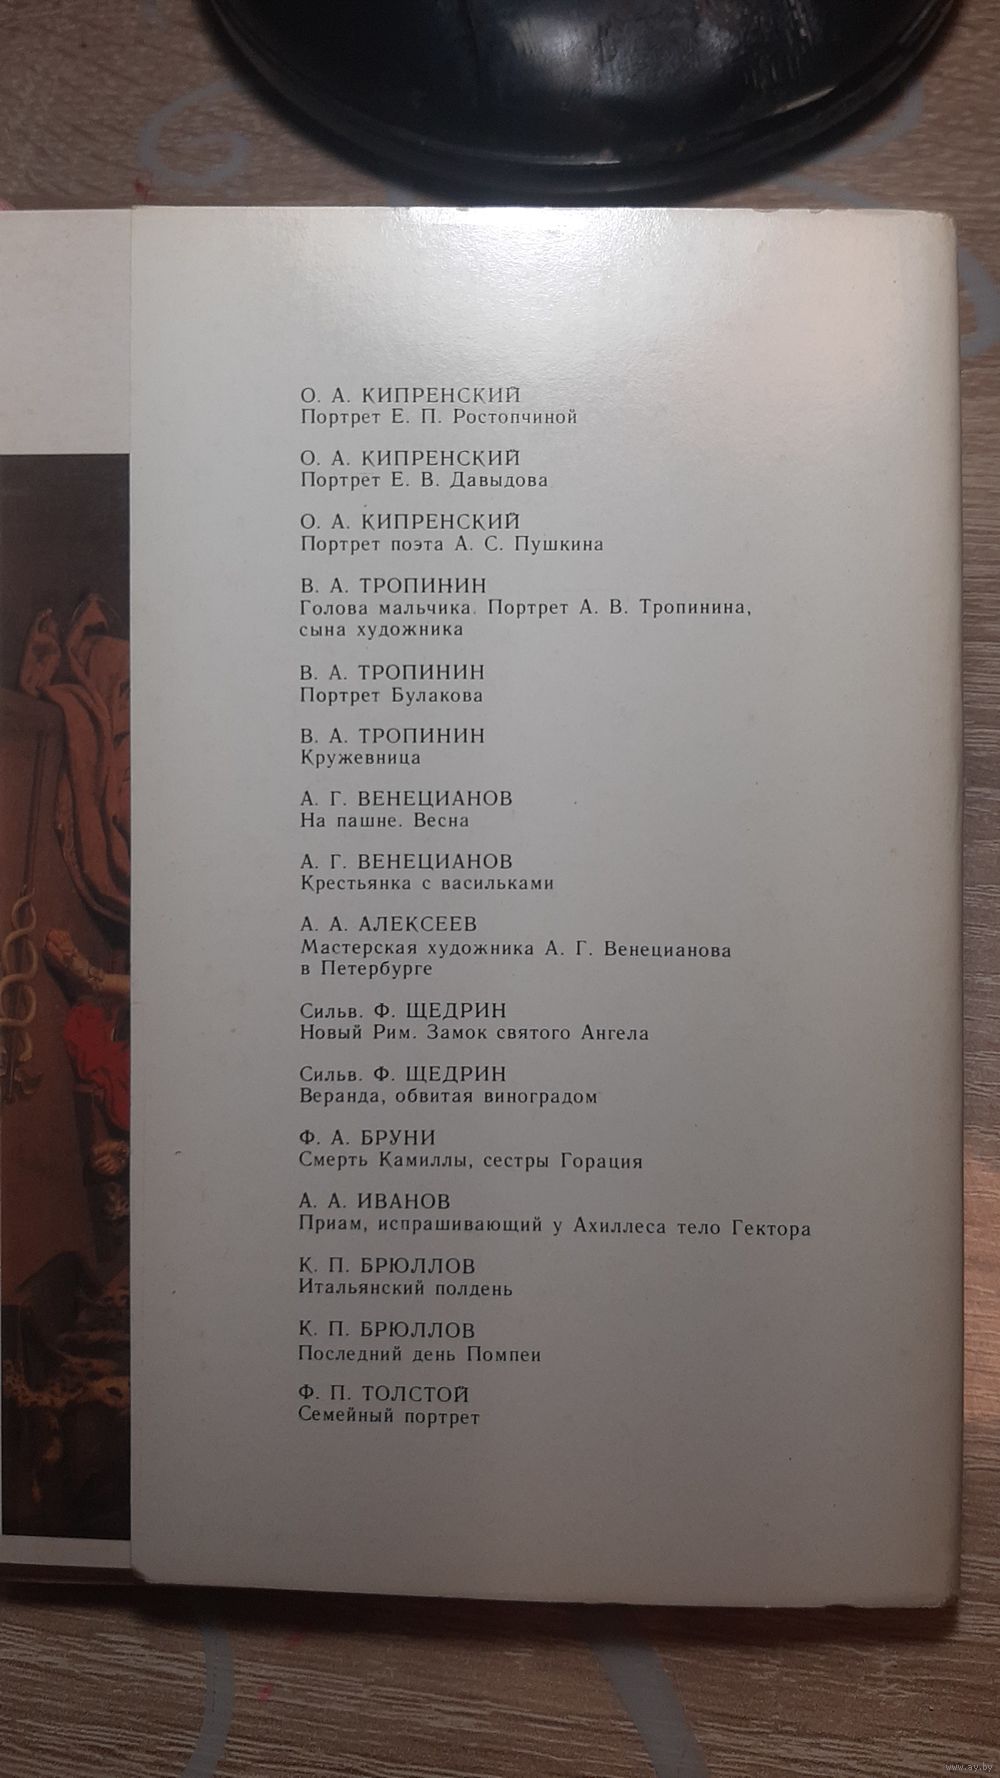 О. А. КИПРЕНСКИЙ
Портрет Е. П. Ростопчиной
О. А. КИПРЕНСКИЙ
Портрет Е. В. Давыдова
О. А. КИПРЕНСКИЙ
Портрет поэта А. С. Пушкина
В. А. ТРОПИНИН
Голова мальчика. Портрет А. В. Тропинина,
сына художника
В. А. ТРОПИНИН
Портрет Булакова
В. А. ТРОПИНИН
Кружевница
А. Г. ВЕНЕЦИАНОВ
На пашне. Весна
А. Г. ВЕНЕЦИАНОВ
Крестьянка с васильками
А. А. АЛЕКСЕЕВ
Мастерская художника А. Г. Венецианова
в Петербурге
Сильв. Ф. ЩЕДРИН
Новый Рим. Замок святого Ангела
Сильв. Ф. ЩЕДРИН
Веранда, обвитая виноградом
Ф. А. БРУНИ
Смерть Камиллы, сестры Горация
А. А. ИВАНОВ
Приам, испрашивающий у Ахиллеса тело Гектора
К. П. БРЮЛЛОВ
Итальянский полдень
К. П. БРЮЛЛОВ
Последний день Помпеи
Ф. П. ТОЛСТОЙ
Семейный портрет
www.ay.by